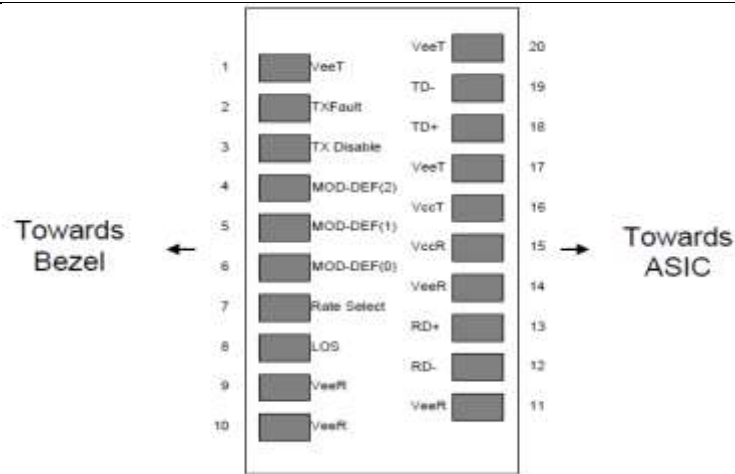 VeeT 20
1 VeeT
TD- 19
2 TXFault
TD+ 18
3 TX Disable
VeeT 17
4 MOD-DEF(2)
VccT 16
5 MOD-DEF(1)
Towards
Bezel
VccR 15
Towards
ASIC
6 MOD-DEF(0)
VeeR 14
7 Rate Select
RD+ 13
8 LOS
RD- 12
9 VeeR
VeeR 11
10 VeeR